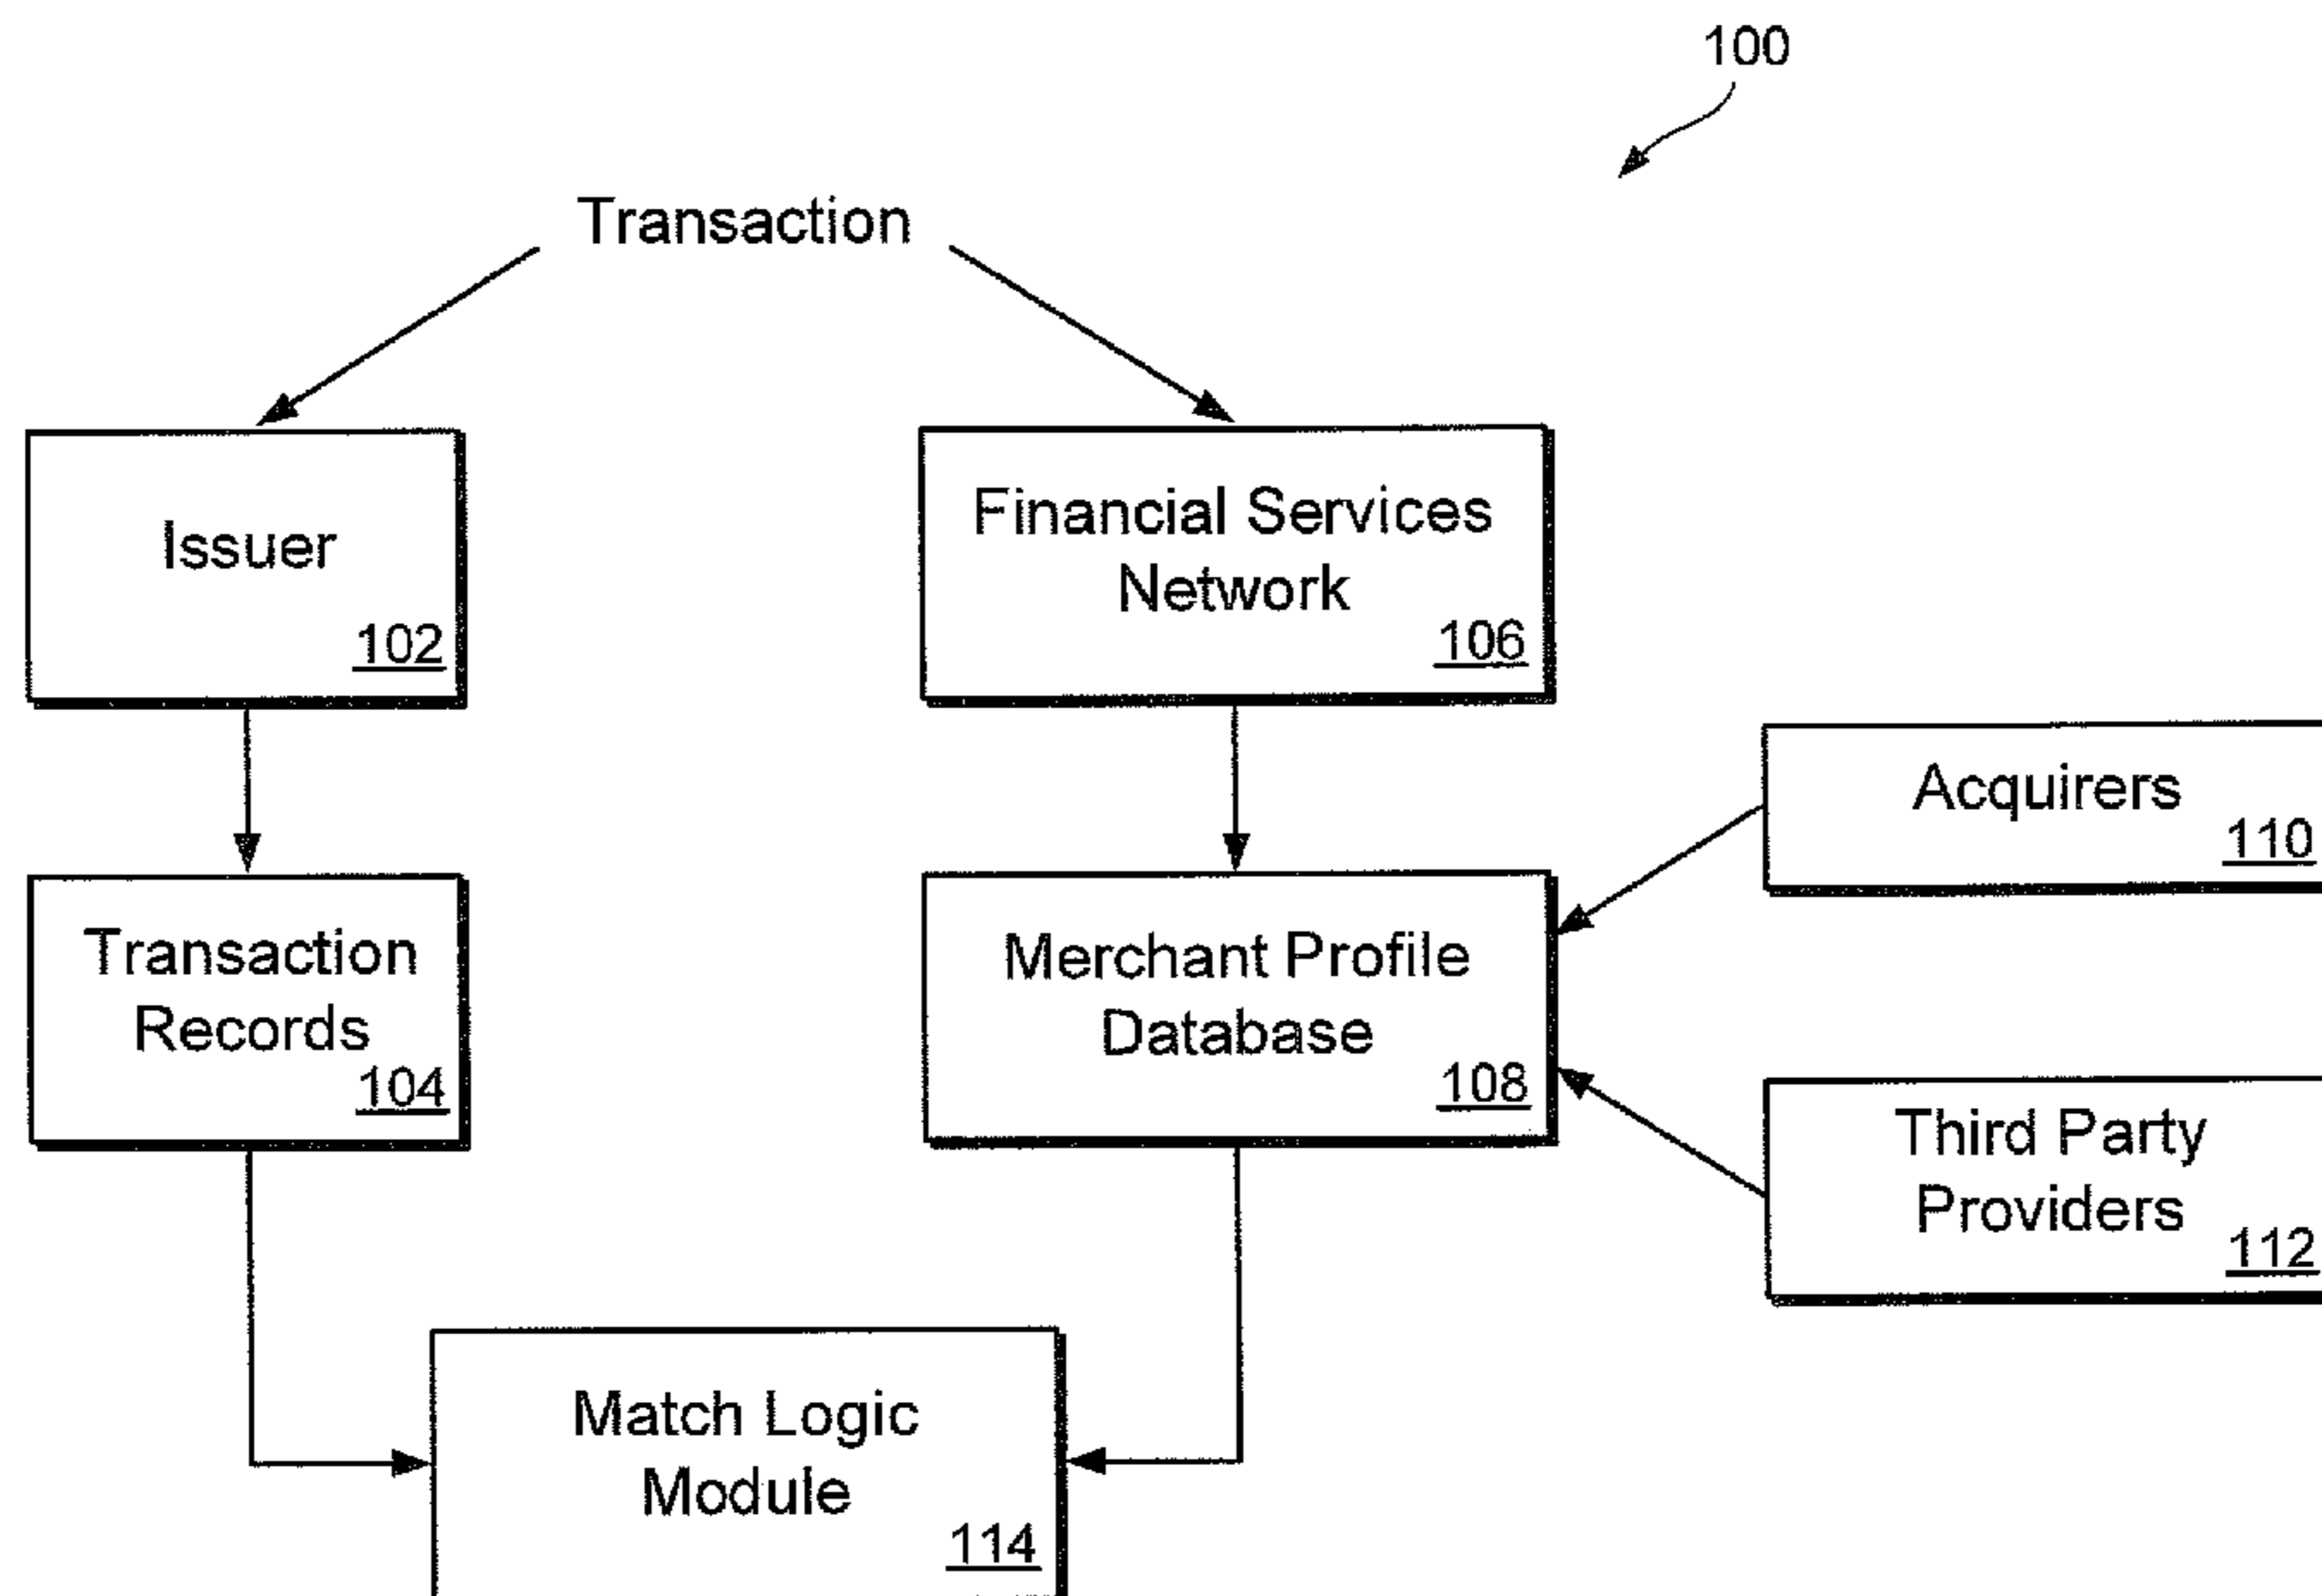 100
Transaction
Issuer
102
Financial Services
Network
106
Transaction
Records
104
Merchant Profile
Database
108
Acquirers
110
Third Party
Providers
112
Match Logic
Module
114